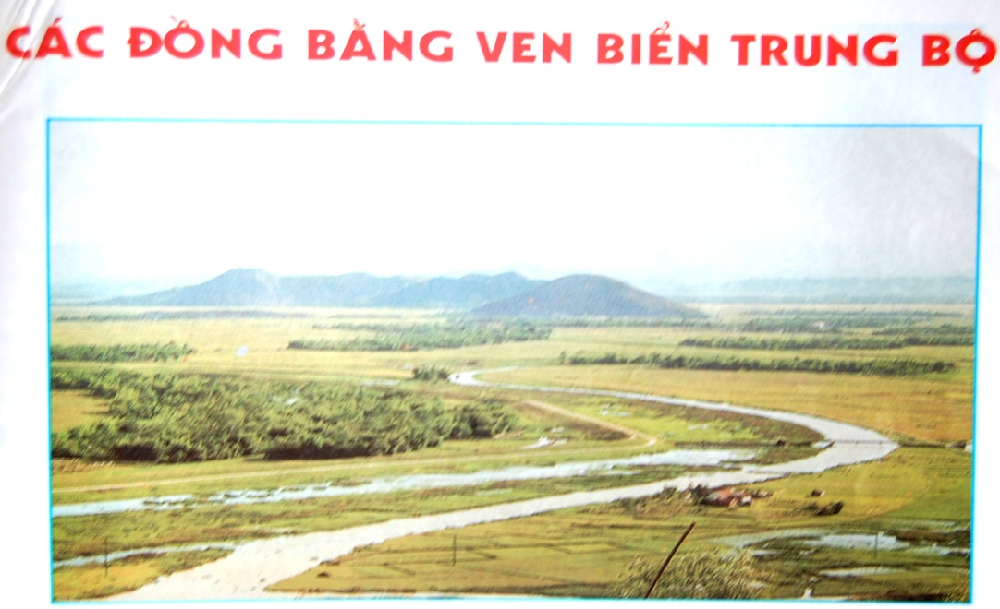 CÁC ĐỒNG BẰNG VEN BIỂN TRUNG BỘ